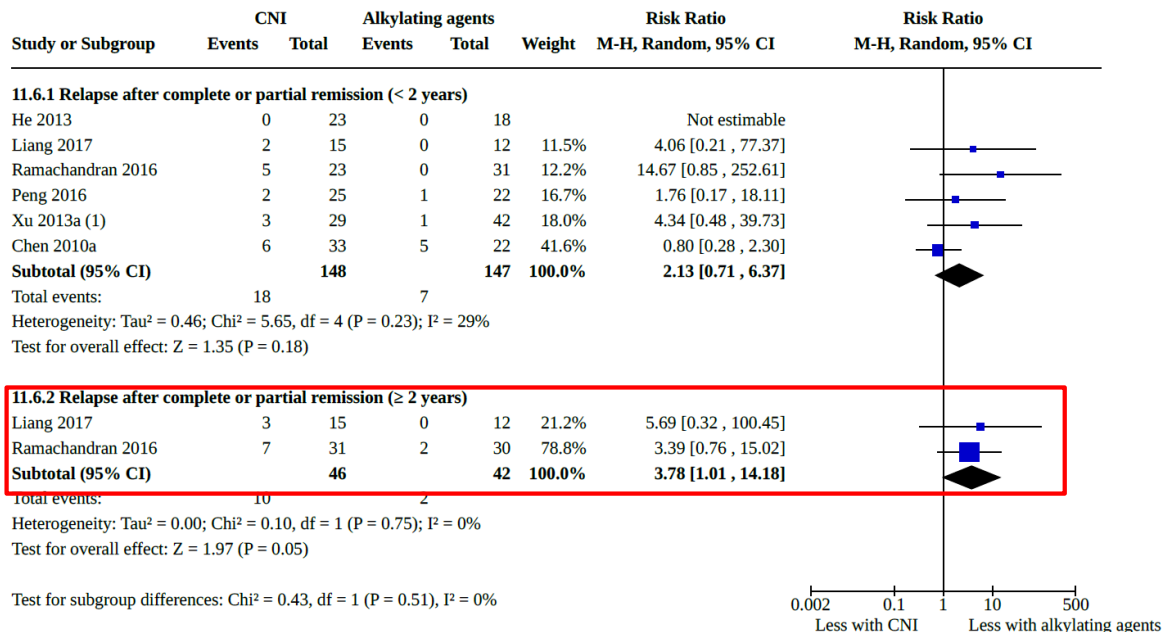 CNI Alkylating agents Risk Ratio Risk Ratio
Study or Subgroup Events Total Events Total Weight M-H, Random, 95% CI M-H, Random, 95% CI
11.6.1 Relapse after complete or partial remission (< 2 years)
He 2013 0 23 0 18 Not estimable
Liang 2017 2 15 0 12 11.5% 4.06 [0.21 , 77.37]
Ramachandran 2016 5 23 0 31 12.2% 14.67 [0.85 , 252.61]
Peng 2016 2 25 1 22 16.7% 1.76 [0.17 , 18.11]
Xu 2013a (1) 3 29 1 42 18.0% 4.34 [0.48 , 39.73]
Chen 2010a 6 33 5 22 41.6% 0.80 [0.28 , 2.30]
Subtotal (95% CI) 148 147 100.0% 2.13 [0.71 , 6.37]
Total events: 18 7
Heterogeneity: Tau² = 0.46; Chi² = 5.65, df = 4 (P = 0.23); I² = 29%
Test for overall effect: Z = 1.35 (P = 0.18)
11.6.2 Relapse after complete or partial remission (≥ 2 years)
Liang 2017 3 15 0 12 21.2% 5.69 [0.32 , 100.45]
Ramachandran 2016 7 31 2 30 78.8% 3.39 [0.76 , 15.02]
Subtotal (95% CI) 46 42 100.0% 3.78 [1.01 , 14.18]
Total events: 10 2
Heterogeneity: Tau² = 0.00; Chi² = 0.10, df = 1 (P = 0.75); I² = 0%
Test for overall effect: Z = 1.97 (P = 0.05)
Test for subgroup differences: Chi² = 0.43, df = 1 (P = 0.51), I² = 0%
0.002 0.1 1 10 500
Less with CNI Less with alkylating agents